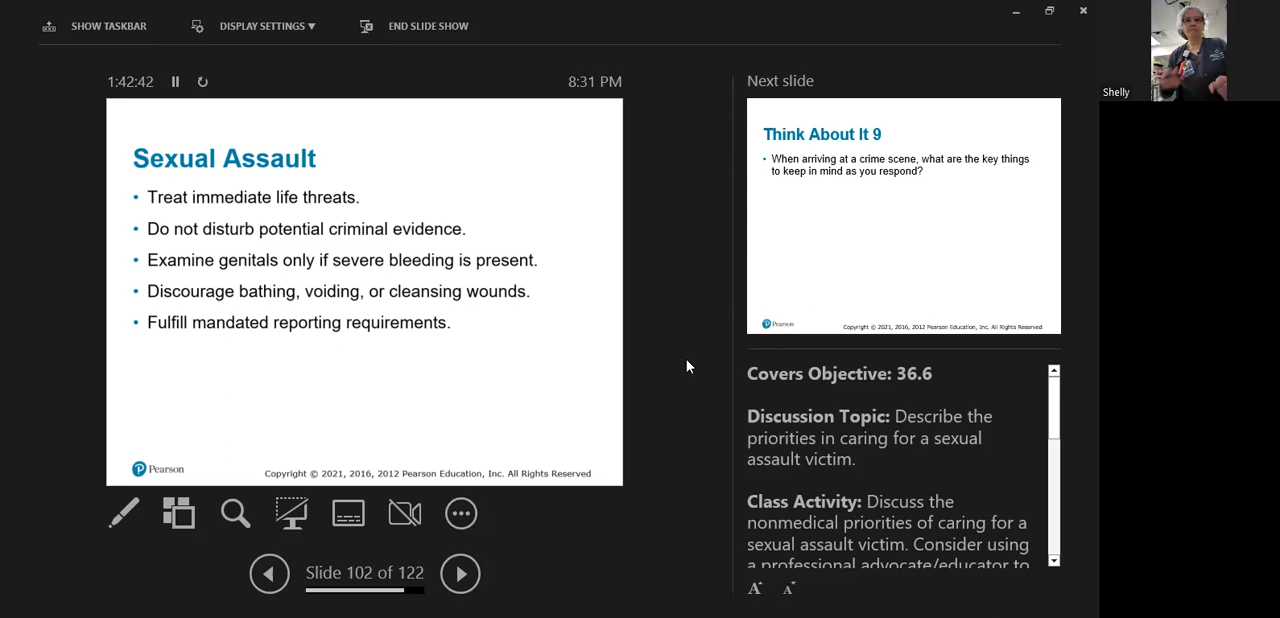 SHOW TASKBAR
DISPLAY SETTINGS ▼
END SLIDE SHOW
1:42:42
8:31 PM
Sexual Assault
• Treat immediate life threats.
• Do not disturb potential criminal evidence.
• Examine genitals only if severe bleeding is present.
• Discourage bathing, voiding, or cleansing wounds.
• Fulfill mandated reporting requirements.
Pearson
Copyright © 2021, 2016, 2012 Pearson Education, Inc. All Rights Reserved
Slide 102 of 122
Next slide
Think About It 9
• When arriving at a crime scene, what are the key things
to keep in mind as you respond?
Pearson
Copyright © 2021, 2016, 2012 Pearson Education, Inc. All Rights Reserved
Covers Objective: 36.6
Discussion Topic: Describe the
priorities in caring for a sexual
assault victim.
Class Activity: Discuss the
nonmedical priorities of caring for a
sexual assault victim. Consider using
a professional advocate/educator to
A A
Shelly